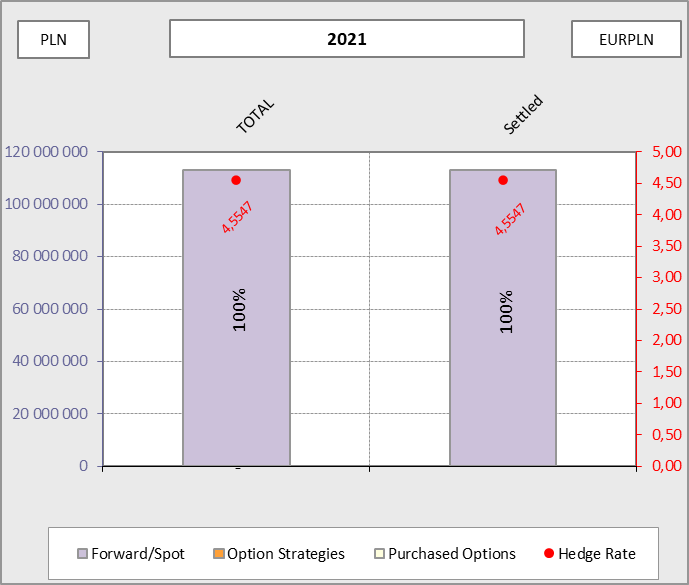 PLN
2021
EURPLN
TOTAL
Settled
120 000 000
100 000 000
80 000 000
60 000 000
40 000 000
20 000 000
0
5,00
4,50
4,00
3,50
3,00
2,50
2,00
1,50
1,00
0,50
0,00
4,5547
4,5547
100%
100%
-
Forward/Spot
Option Strategies
Purchased Options
Hedge Rate